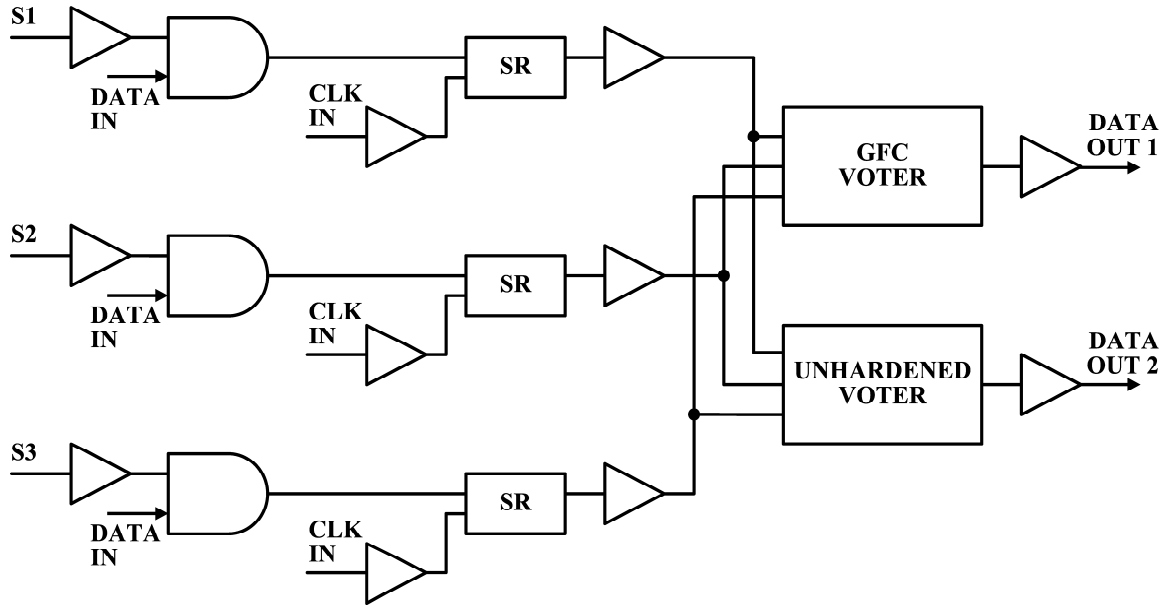 S1
DATA
IN
CLK
IN
SR
GFC
VOTER
DATA
OUT 1
S2
DATA
IN
CLK
IN
SR
UNHARDENED
VOTER
DATA
OUT 2
S3
DATA
IN
CLK
IN
SR